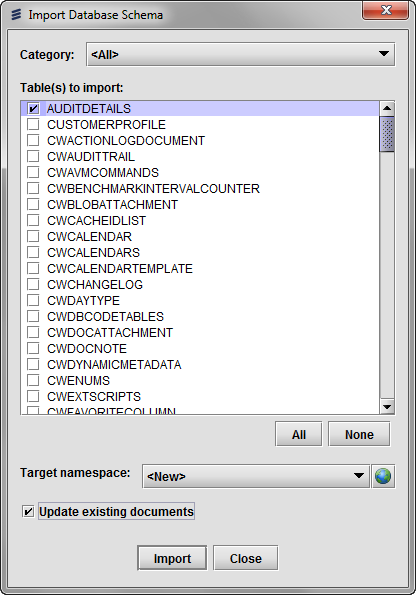 Import Database Schema
Category: <All>
Table(s) to import:
AUDITDETAILS
CUSTOMERPROFILE
CWACTIONLOGDOCUMENT
CWAUDITTRAIL
CWAVMCOMMANDS
CWBENCHMARKINTERVALCOUNTER
CWBLOBATTACHMENT
CWCACHEIDLIST
CWCALENDAR
CWCALENDARS
CWCALENDARTEMPLATE
CWCHANGELOG
CWDAYTYPE
CWDBCODETABLES
CWDOCATTACHMENT
CWDOCNOTE
CWDYNAMICMETADATA
CWENUMS
CWEXTSCRIPTS
CWFAVORITECOLUMN
All None
Target namespace: <New>
Update existing documents
Import Close